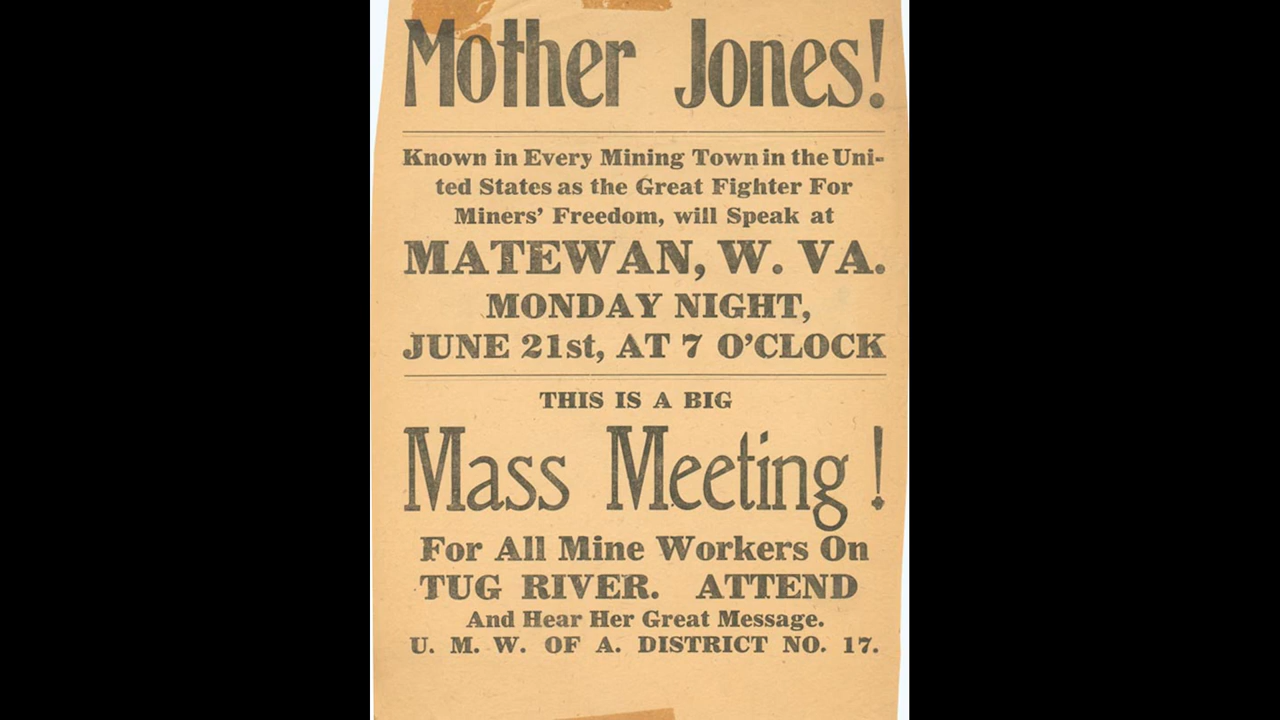 Mother Jones!
Known in Every Mining Town in the Uni-
ted States as the Great Fighter For
Miners' Freedom, will Speak at
MATEWAN, W. VA.
MONDAY NIGHT,
JUNE 21st, AT 7 O'CLOCK
THIS IS A BIG
Mass Meeting!
For All Mine Workers On
TUG RIVER. ATTEND
And Hear Her Great Message.
U. M. W. OF A. DISTRICT NO. 17.